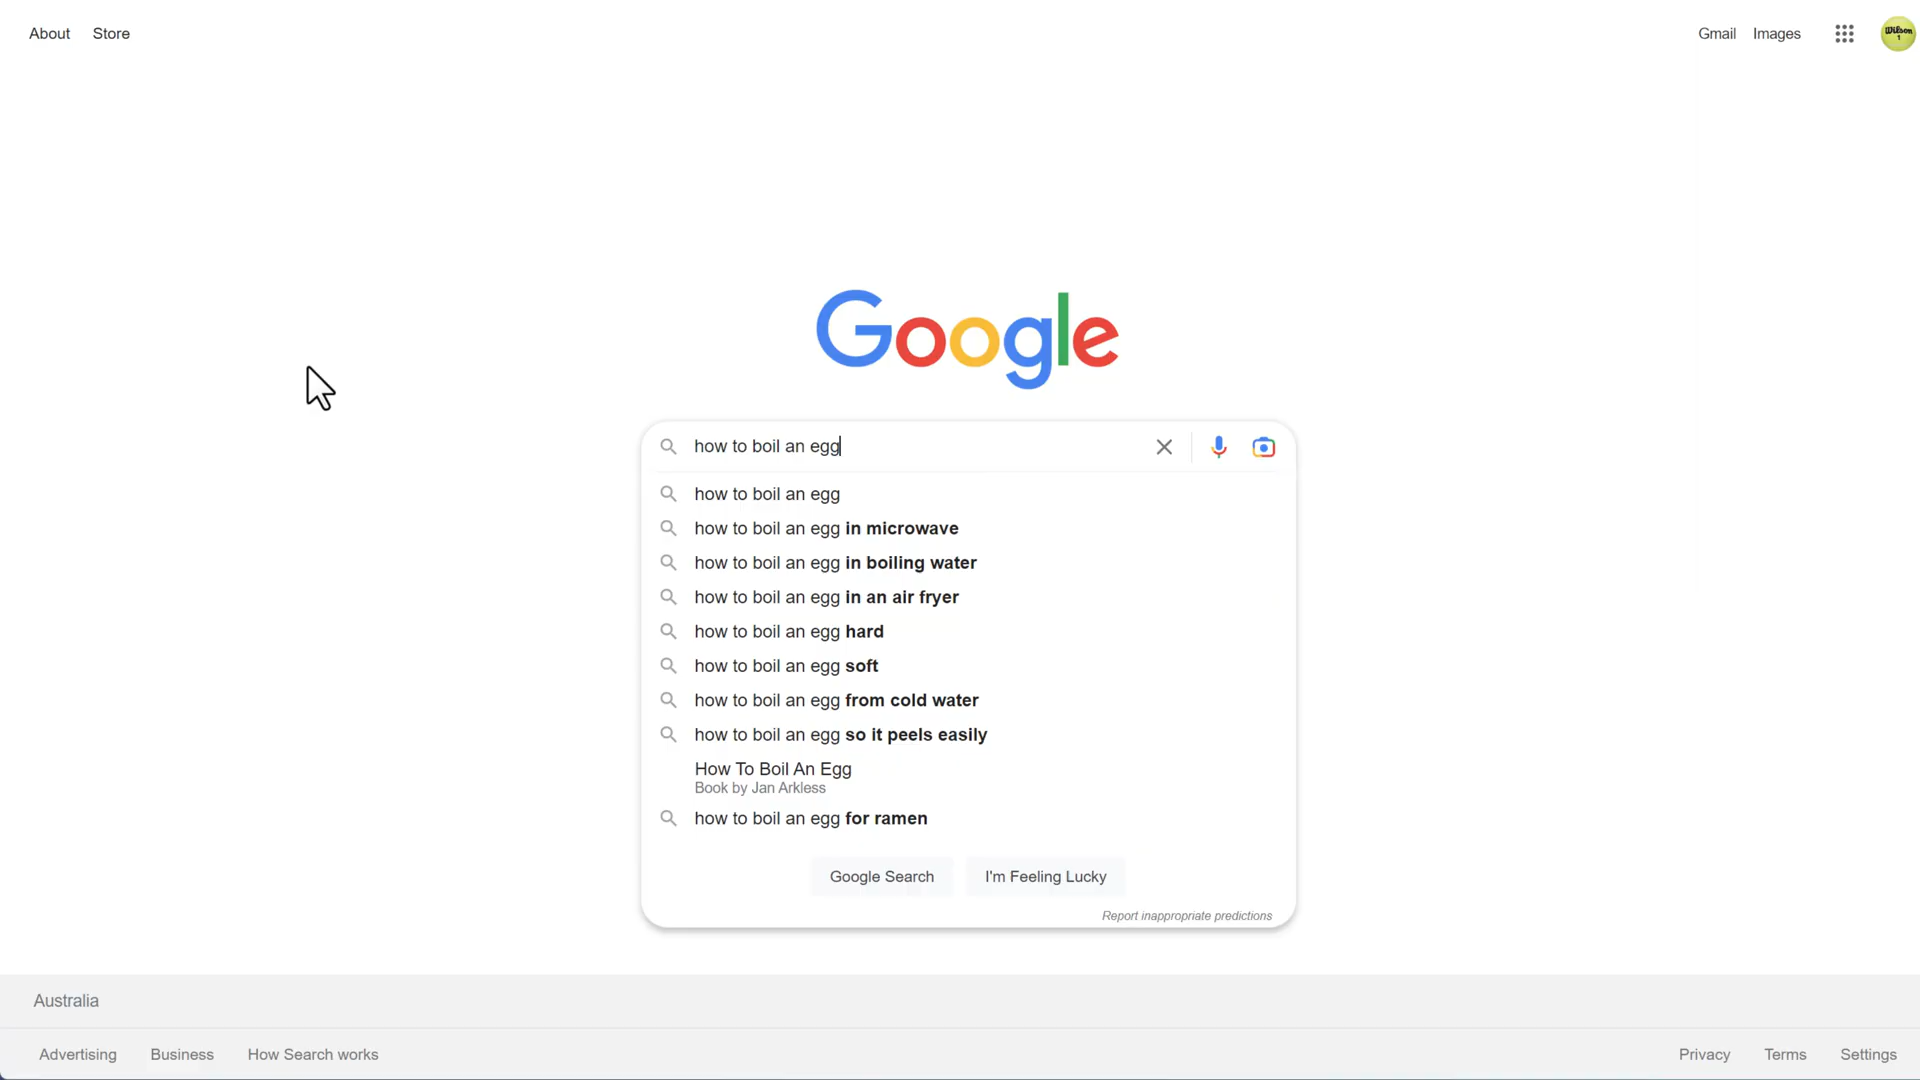 About Store Gmail Images
Wilson
1
Google
how to boil an egg
how to boil an egg
how to boil an egg in microwave
how to boil an egg in boiling water
how to boil an egg in an air fryer
how to boil an egg hard
how to boil an egg soft
how to boil an egg from cold water
how to boil an egg so it peels easily
How To Boil An Egg
Book by Jan Arkless
how to boil an egg for ramen
Google Search I'm Feeling Lucky
Report inappropriate predictions
Australia
Advertising Business How Search works Privacy Terms Settings